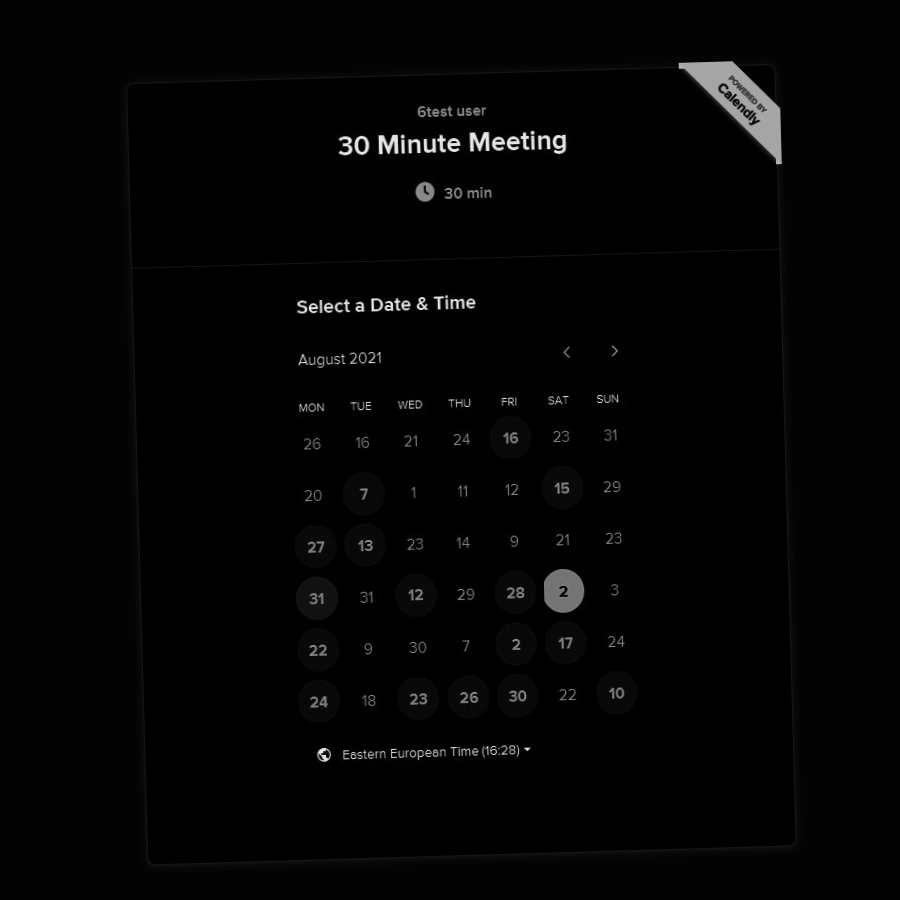 POWERED BY
Calendly
6test user
30 Minute Meeting
30 min
Select a Date & Time
August 2021
MON TUE WED THU FRI SAT SUN
26 16 21 24 16 23 31
20 7 1 11 12 15 29
27 13 23 14 9 21 23
31 31 12 29 28 2 3
22 9 30 7 2 17 24
24 18 23 26 30 22 10
Eastern European Time (16:28)